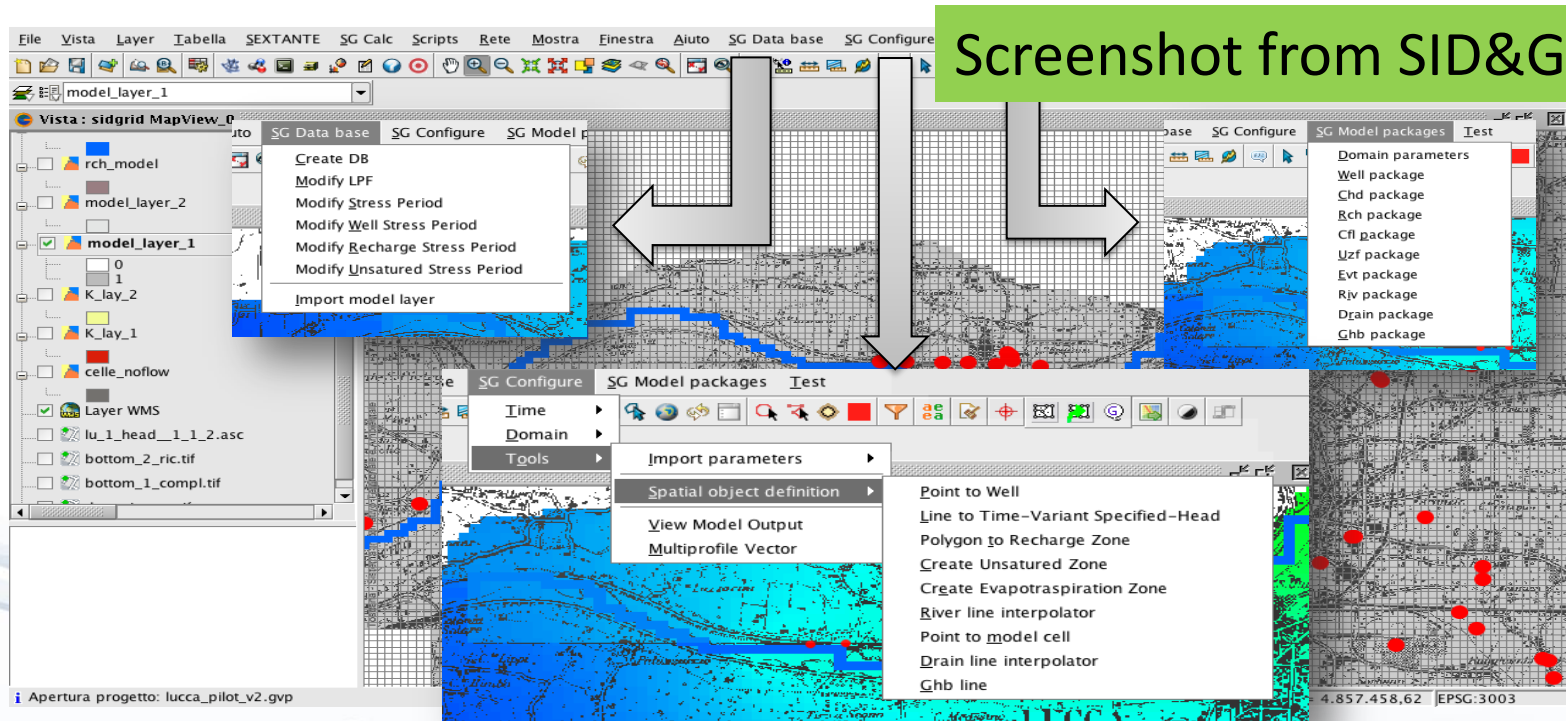 Screenshot from SID&G
File Vista Layer Tabella SEXTANTE SG Calc Scripts Rete Mostra Finestra Aiuto SG Data base SG Configure
model_layer_1
Vista : sidgrid MapView_0
rch_model
model_layer_2
model_layer_1
0
1
K_lay_2
K_lay_1
celle_noflow
Layer WMS
lu_1_head__1_1_2.asc
bottom_2_ric.tif
bottom_1_compl.tif
uto SG Data base SG Configure SG Model p
Create DB
Modify LPF
Modify Stress Period
Modify Well Stress Period
Modify Recharge Stress Period
Modify Unsatured Stress Period
Import model layer
base SG Configure SG Model packages Test
Domain parameters
Well package
Chd package
Rch package
Cfl package
Uzf package
Evt package
Riv package
Drain package
Ghb package
se SG Configure SG Model packages Test
Time
Domain
Tools
Import parameters
Spatial object definition
View Model Output
Multiprofile Vector
Point to Well
Line to Time-Variant Specified-Head
Polygon to Recharge Zone
Create Unsatured Zone
Create Evapotraspiration Zone
River line interpolator
Point to model cell
Drain line interpolator
Ghb line
LUCCA
Apertura progetto: lucca_pilot_v2.gvp
4.857.458,62 EPSG:3003